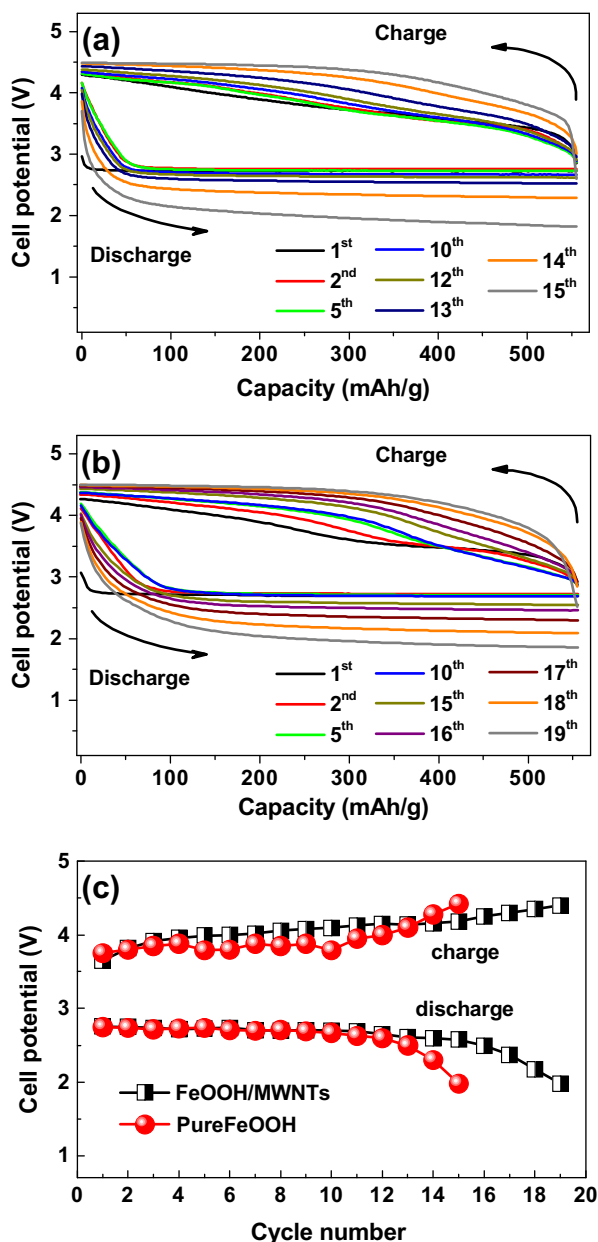 (a)
Charge
5
4
3
2
1
Cell potential (V)
Discharge
1st 10th 14th
2nd 12th 15th
5th 13th
0 100 200 300 400 500
Capacity (mAh/g)
(b)
Charge
5
4
3
2
1
Cell potential (V)
Discharge
1st 10th 17th
2nd 15th 18th
5th 16th 19th
0 100 200 300 400 500
Capacity (mAh/g)
(c)
5
4
3
2
1
Cell potential (V)
charge
discharge
FeOOH/MWNTs
PureFeOOH
0 2 4 6 8 10 12 14 16 18 20
Cycle number